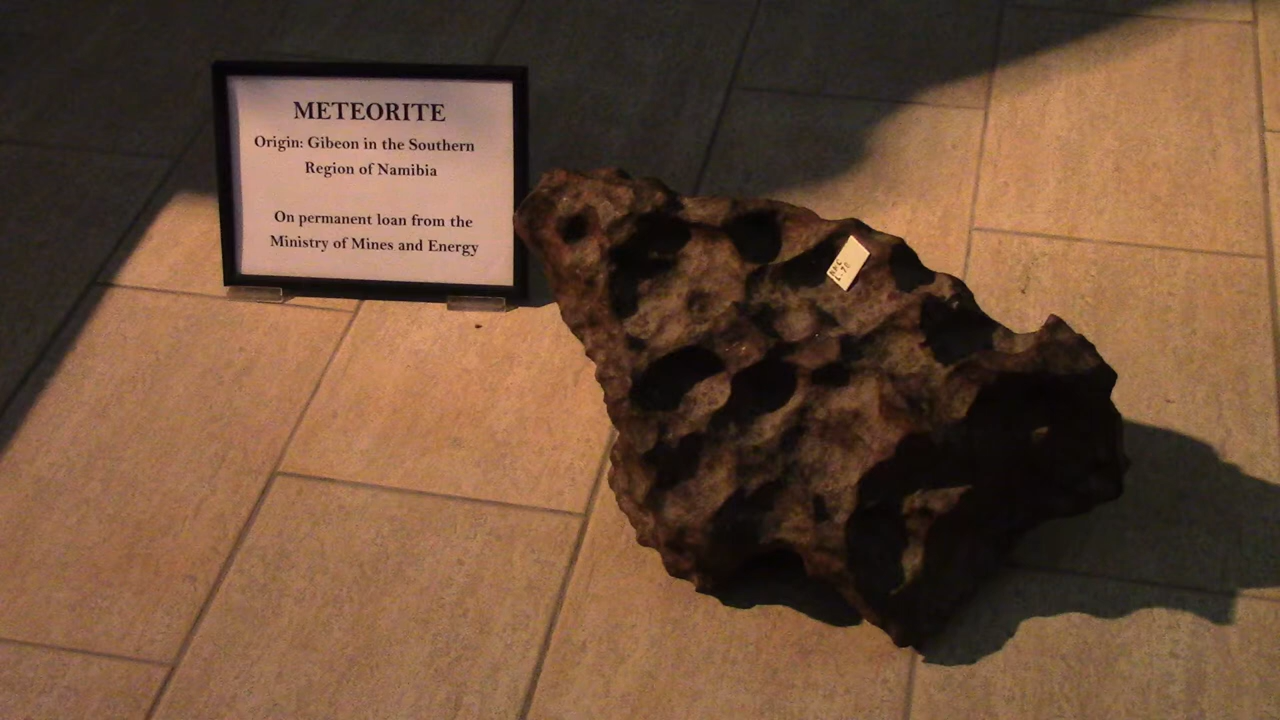 METEORITE
Origin: Gibeon in the Southern
Region of Namibia
On permanent loan from the
Ministry of Mines and Energy